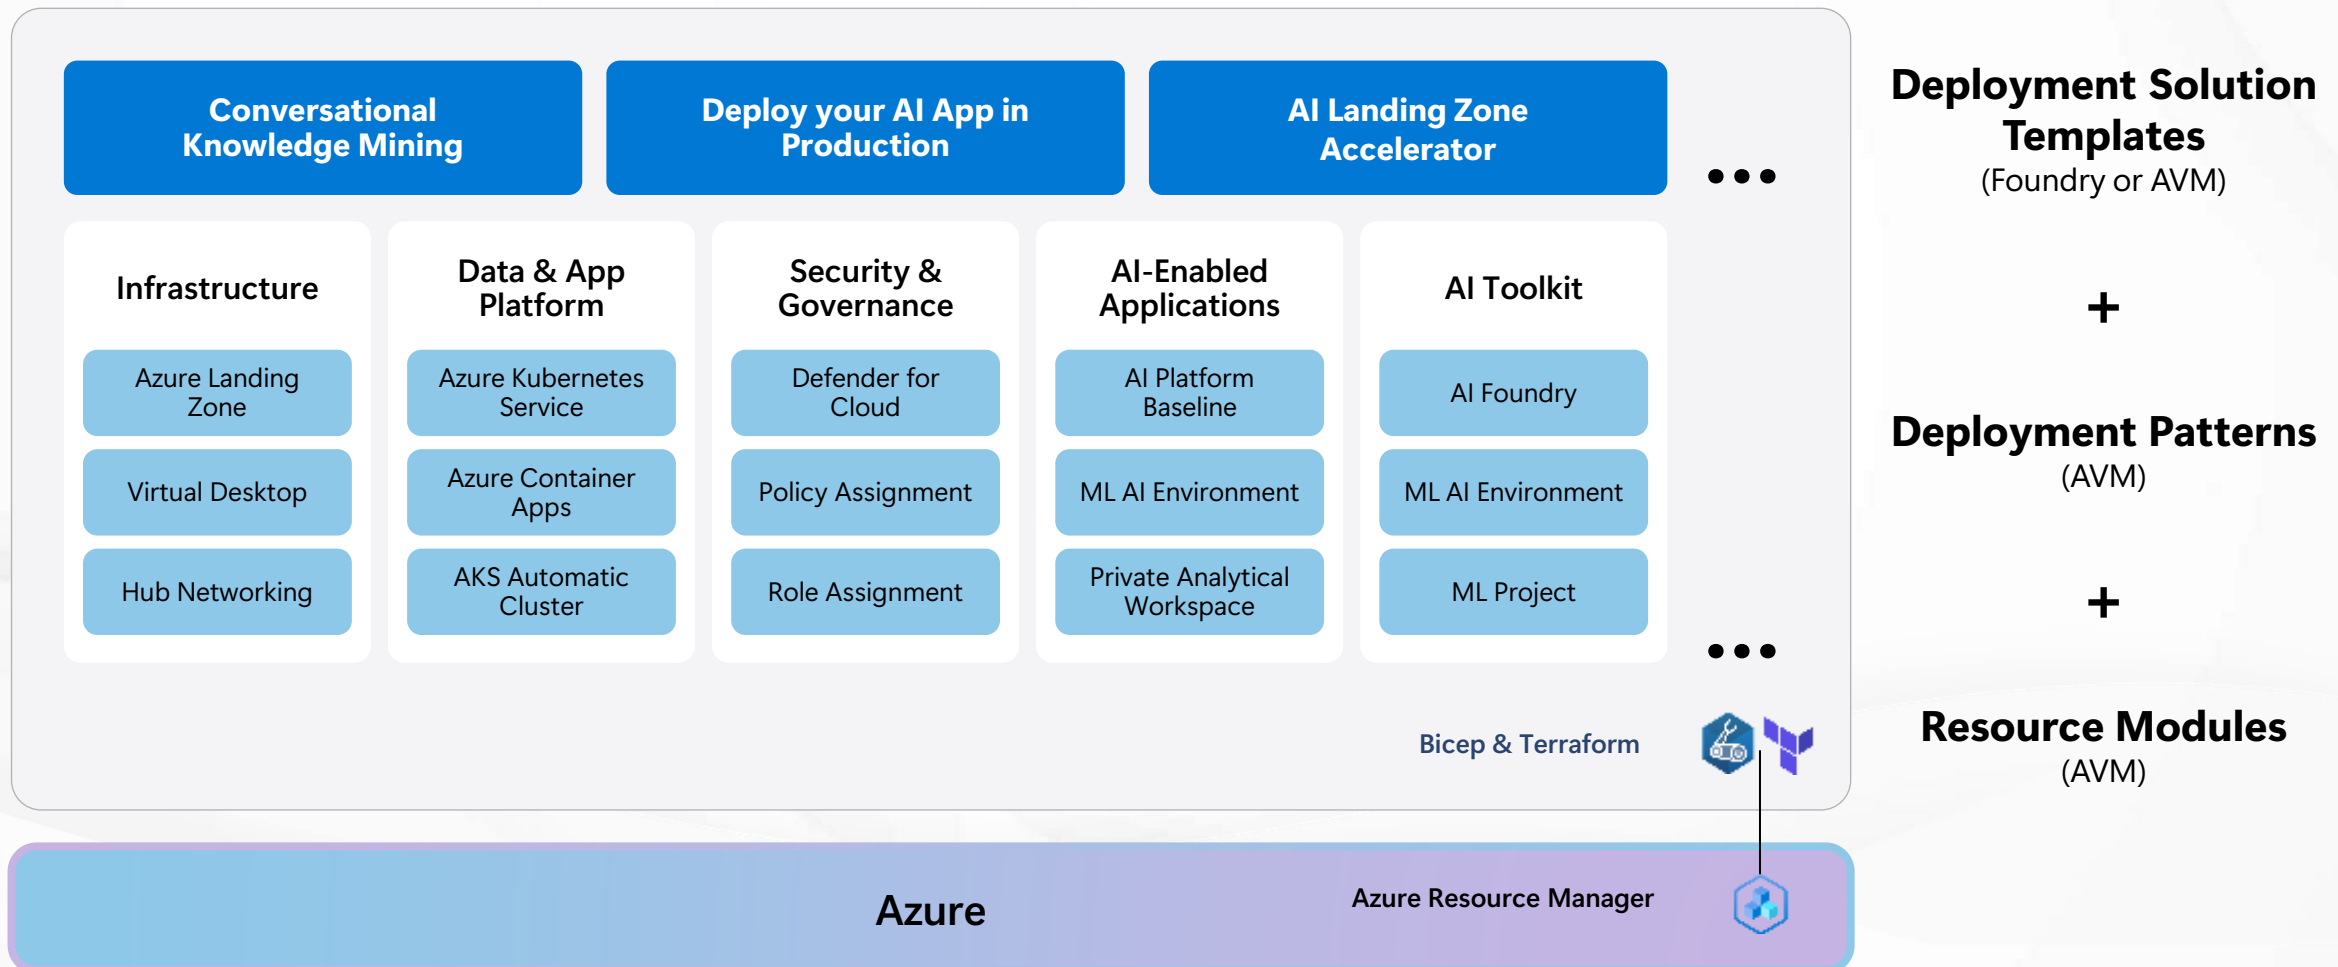 Conversational
Knowledge Mining
Deploy your AI App in
Production
AI Landing Zone
Accelerator
•••
Deployment Solution
Templates
(Foundry or AVM)
+
Infrastructure
Azure Landing
Zone
Virtual Desktop
Hub Networking
Data & App
Platform
Azure Kubernetes
Service
Azure Container
Apps
AKS Automatic
Cluster
Security &
Governance
Defender for
Cloud
Policy Assignment
Role Assignment
AI-Enabled
Applications
AI Platform
Baseline
ML AI Environment
Private Analytical
Workspace
AI Toolkit
AI Foundry
ML AI Environment
ML Project
•••
Deployment Patterns
(AVM)
+
Bicep & Terraform
Resource Modules
(AVM)
Azure
Azure Resource Manager